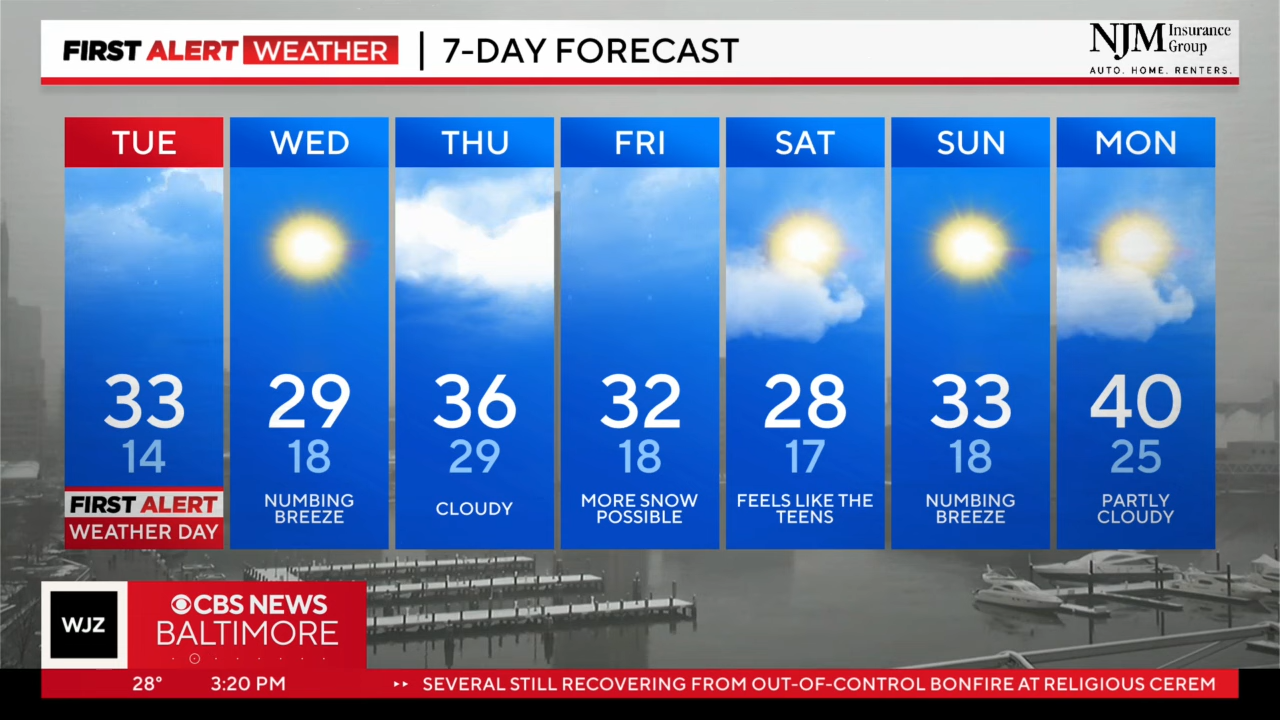 FIRST ALERT WEATHER | 7-DAY FORECAST
NJM Insurance
Group
AUTO. HOME. RENTERS.
TUE
33
14
FIRST ALERT
WEATHER DAY
WED
29
18
NUMBING
BREEZE
THU
36
29
CLOUDY
FRI
32
18
MORE SNOW
POSSIBLE
SAT
28
17
FEELS LIKE THE
TEENS
SUN
33
18
NUMBING
BREEZE
MON
40
25
PARTLY
CLOUDY
WJZ
CBS NEWS
BALTIMORE
28° 3:20 PM SEVERAL STILL RECOVERING FROM OUT-OF-CONTROL BONFIRE AT RELIGIOUS CEREM